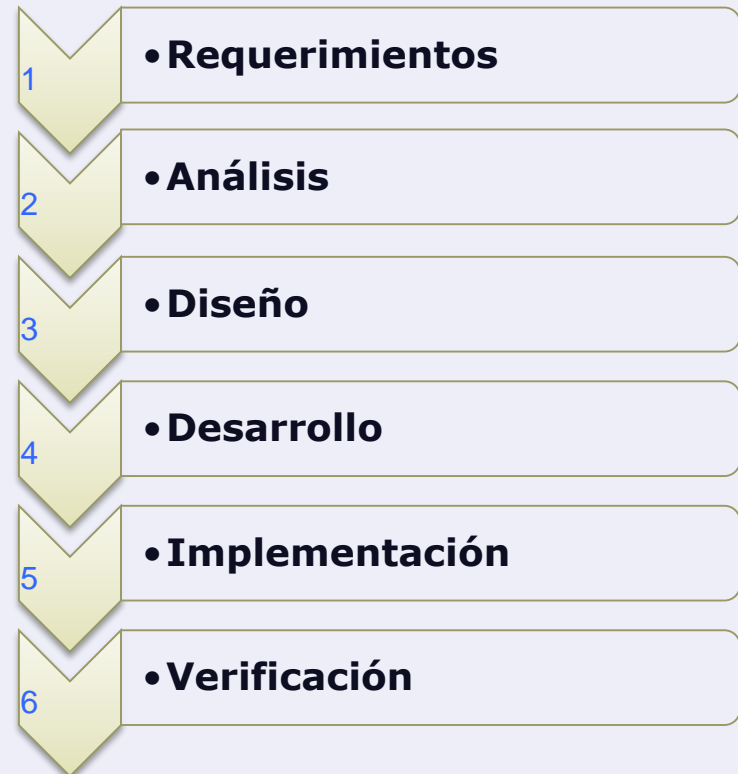 1 •Requerimientos
2 •Análisis
3 •Diseño
4 •Desarrollo
5 •Implementación
6 •Verificación